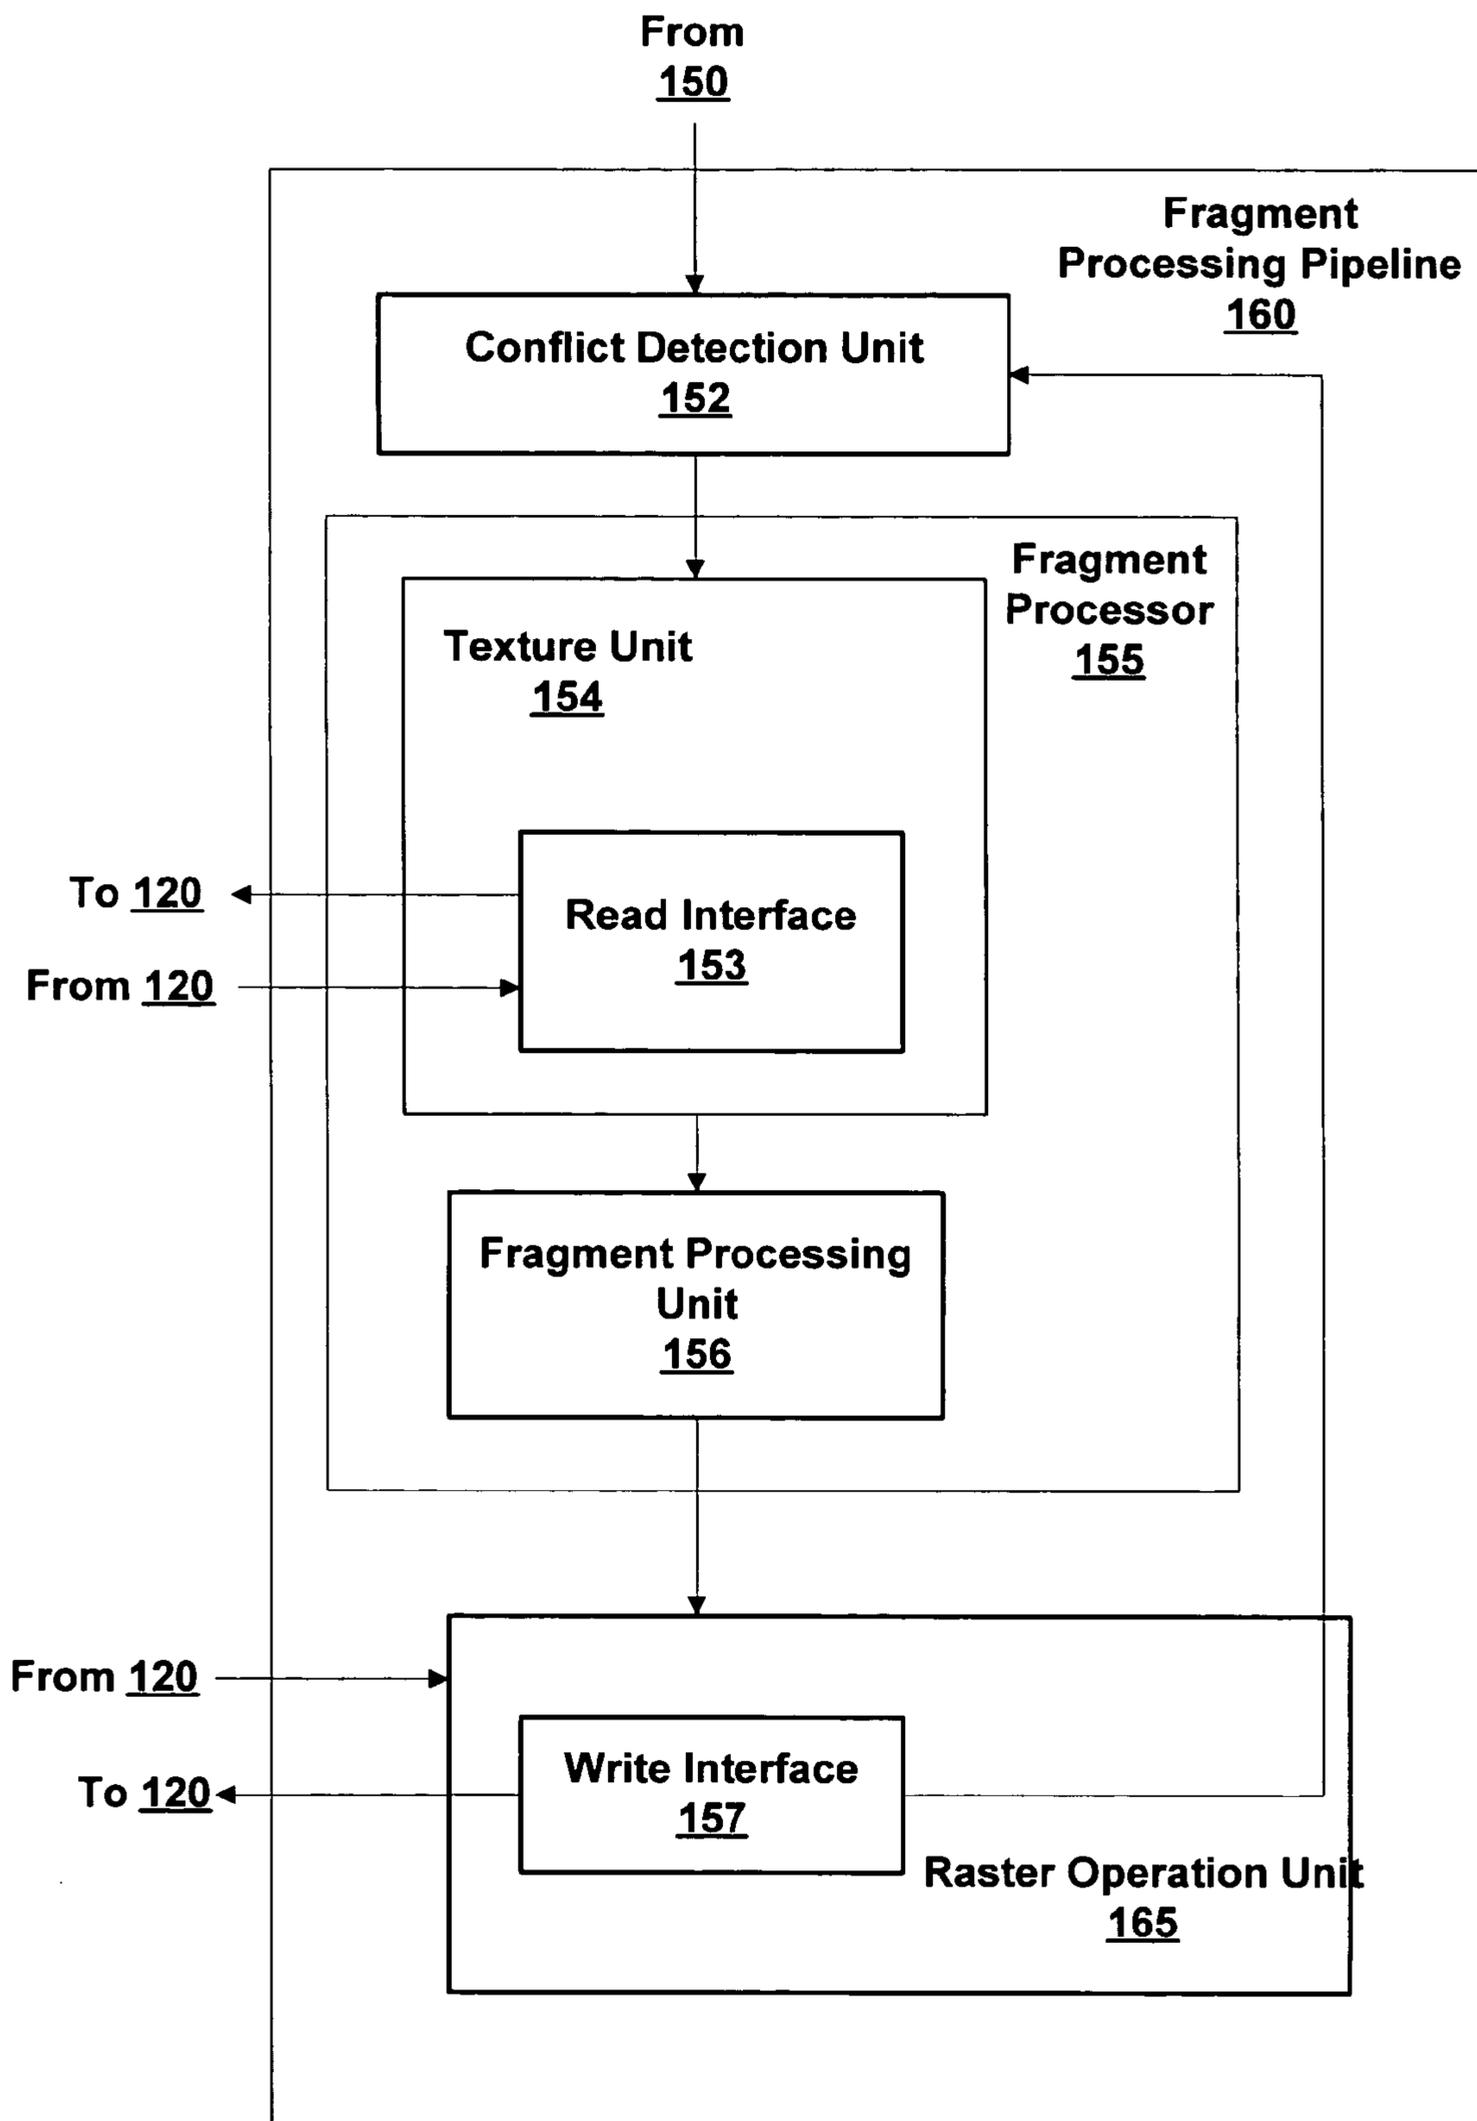 From
150
Fragment
Processing Pipeline
160
Conflict Detection Unit
152
Fragment
Processor
155
Texture Unit
154
To 120
Read Interface
153
From 120
Fragment Processing
Unit
156
From 120
Write Interface
157
To 120
Raster Operation Unit
165